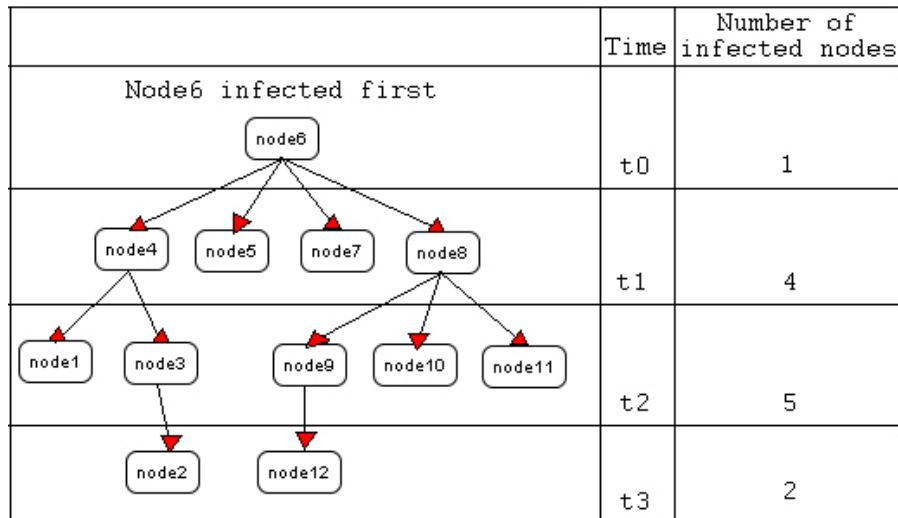 Time
Number of
infected nodes
Node6 infected first
node6
t0
1
node4
node5
node7
node8
t1
4
node1
node3
node9
node10
node11
t2
5
node2
node12
t3
2